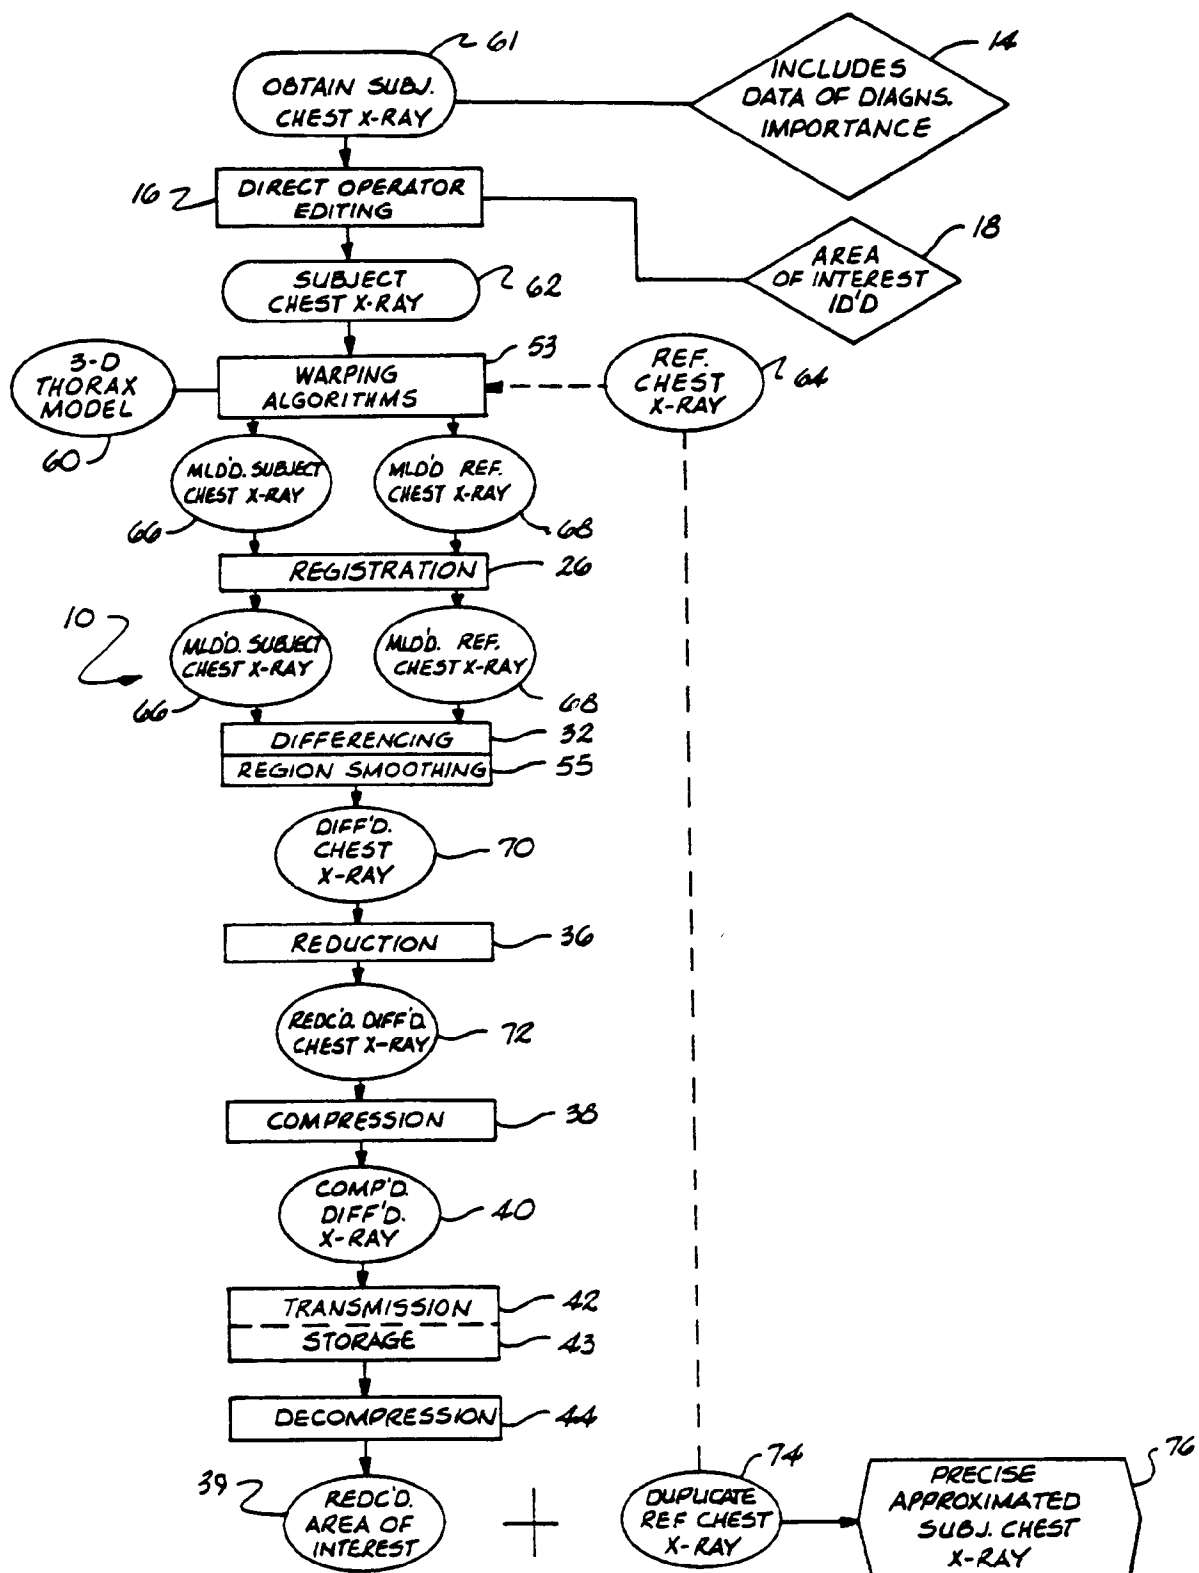 61
OBTAIN SUBJ.
CHEST X-RAY
14
INCLUDES
DATA OF DIAGNS.
IMPORTANCE
16
DIRECT OPERATOR
EDITING
18
AREA
OF INTEREST
ID'D
SUBJECT
CHEST X-RAY
62
3-D
THORAX
MODEL
60
WARPING
ALGORITHMS
53
REF.
CHEST
X-RAY
64
MLD'D. SUBJECT
CHEST X-RAY
66
MLD'D REF.
CHEST X-RAY
68
REGISTRATION
26
10
MLD'D. SUBJECT
CHEST X-RAY
66
MLD'D. REF.
CHEST X-RAY
68
DIFFERENCING
32
REGION SMOOTHING
55
DIFF'D.
CHEST
X-RAY
70
REDUCTION
36
REDC'D. DIFF'D.
CHEST X-RAY
72
COMPRESSION
38
COMP'D.
DIFF'D.
X-RAY
40
TRANSMISSION
42
STORAGE
43
DECOMPRESSION
44
39
REDC'D.
AREA OF
INTEREST
+
74
DUPLICATE
REF CHEST
X-RAY
76
PRECISE
APPROXIMATED
SUBJ. CHEST
X-RAY